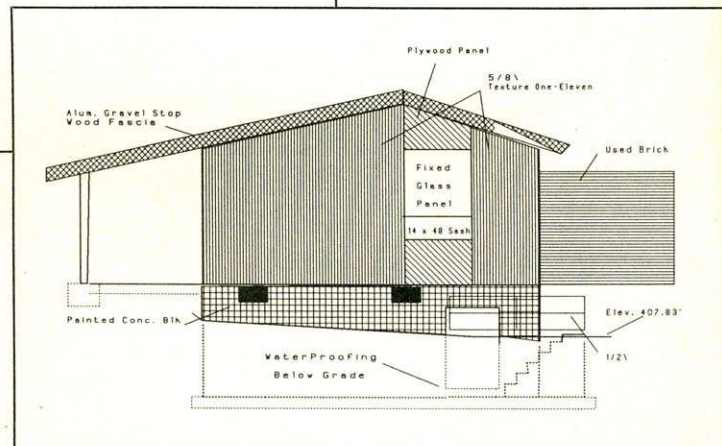 Plywood Panel
5/8\
Texture One-Eleven
Alum. Gravel Stop
Wood Fascia
Used Brick
Fixed
Glass
Panel
14 x 48 Sash
Painted Conc. Blk
Elev. 407.83'
WaterProofing
Below Grade
1/2\